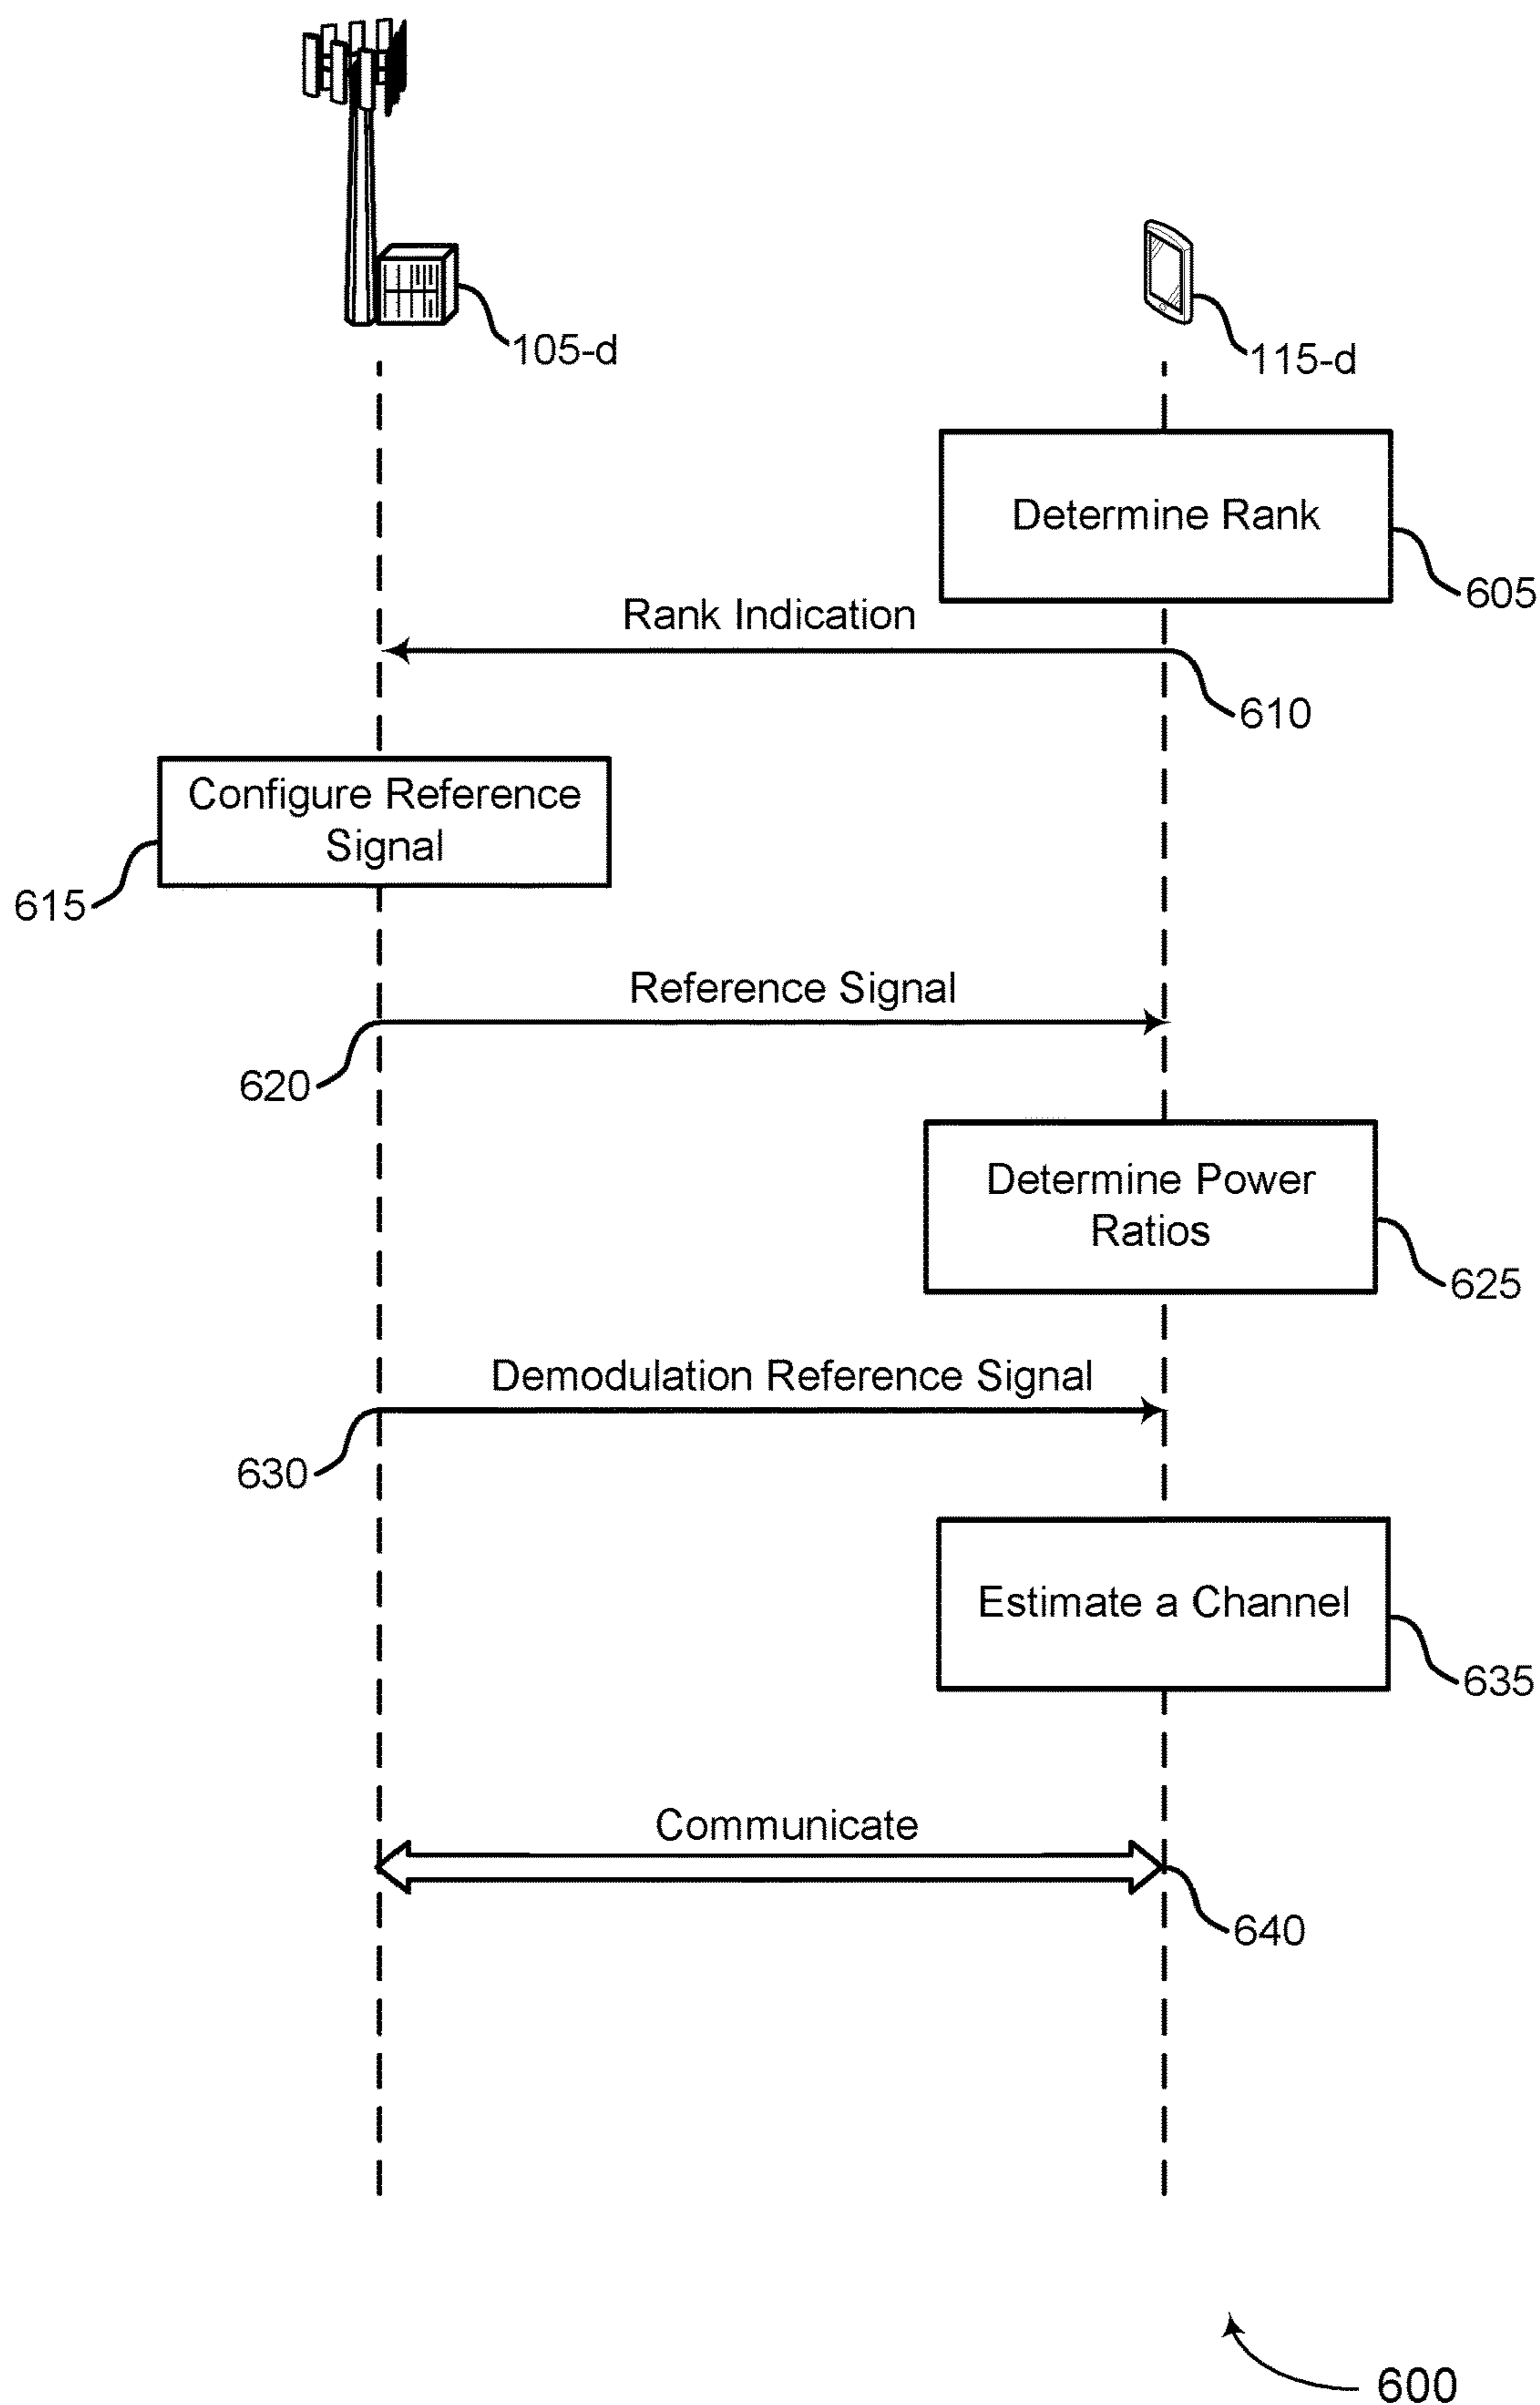 105-d
115-d
Determine Rank
605
Rank Indication
610
Configure Reference
Signal
615
Reference Signal
620
Determine Power
Ratios
625
Demodulation Reference Signal
630
Estimate a Channel
635
Communicate
640
600